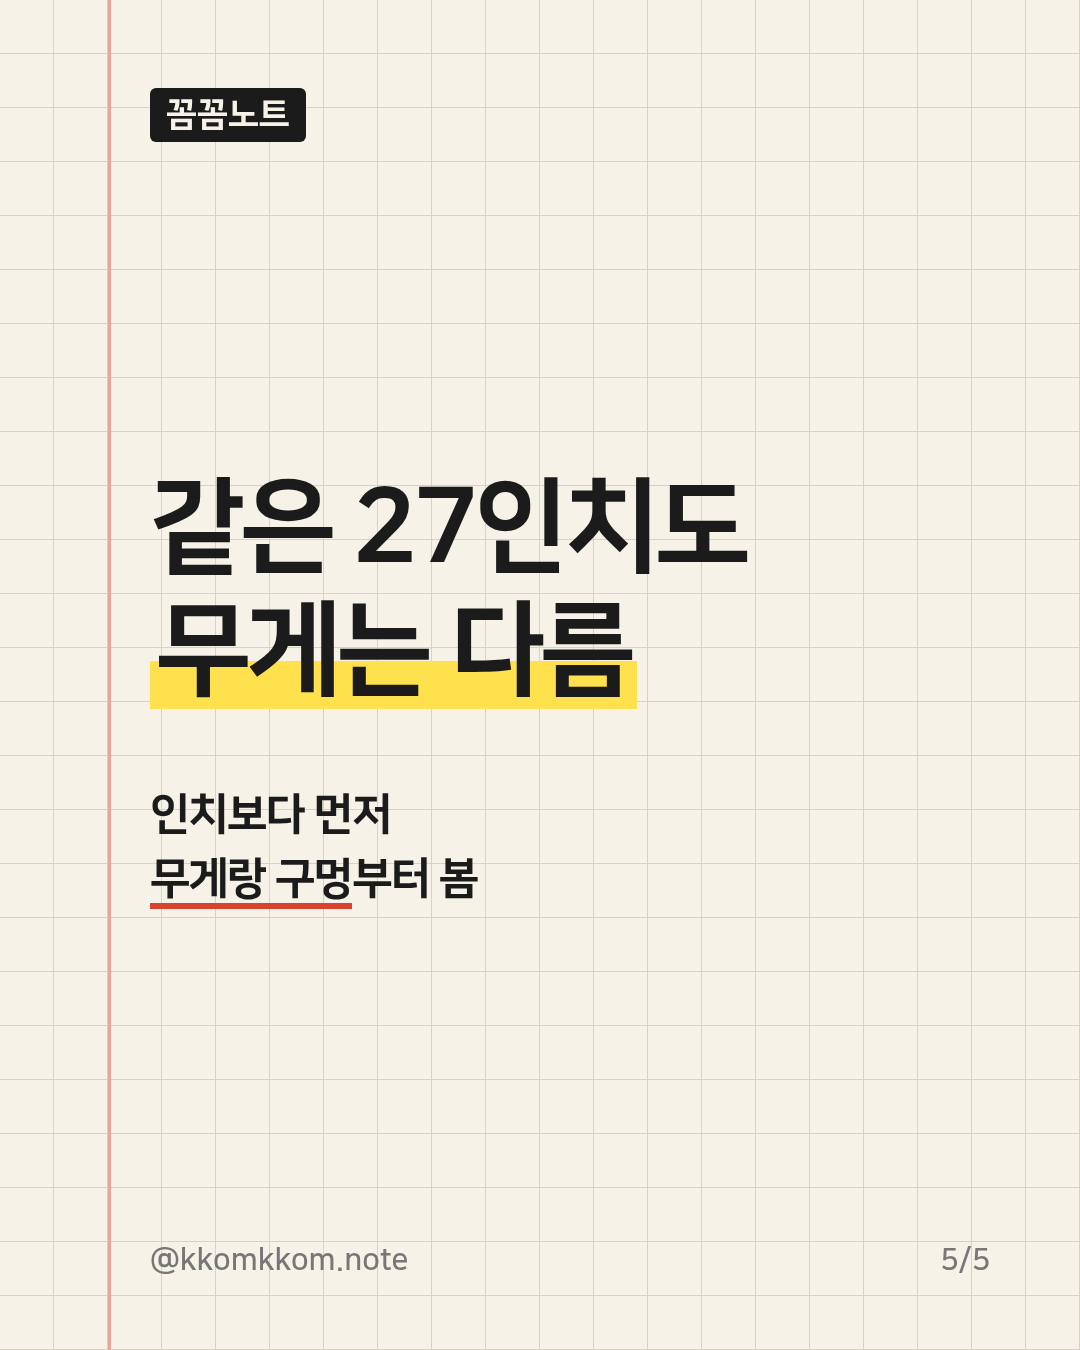 꼼꼼노트
같은 27인치도
무게는 다름
인치보다 먼저
무게랑 구멍부터 봄
@kkomkkom.note
5/5